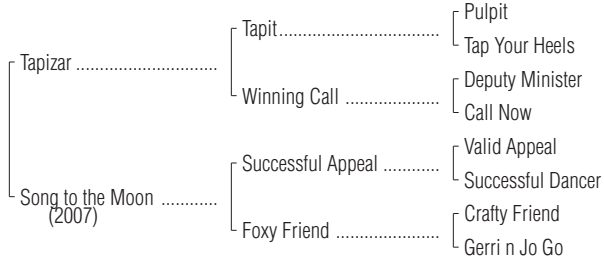 Pulpit
Tapit................................
Tap Your Heels
Tapizar ............................
Deputy Minister
Winning Call ...................
Call Now
Valid Appeal
Successful Appeal ...........
Successful Dancer
Song to the Moon ...........
(2007)
Crafty Friend
Foxy Friend .....................
Gerri n Jo Go